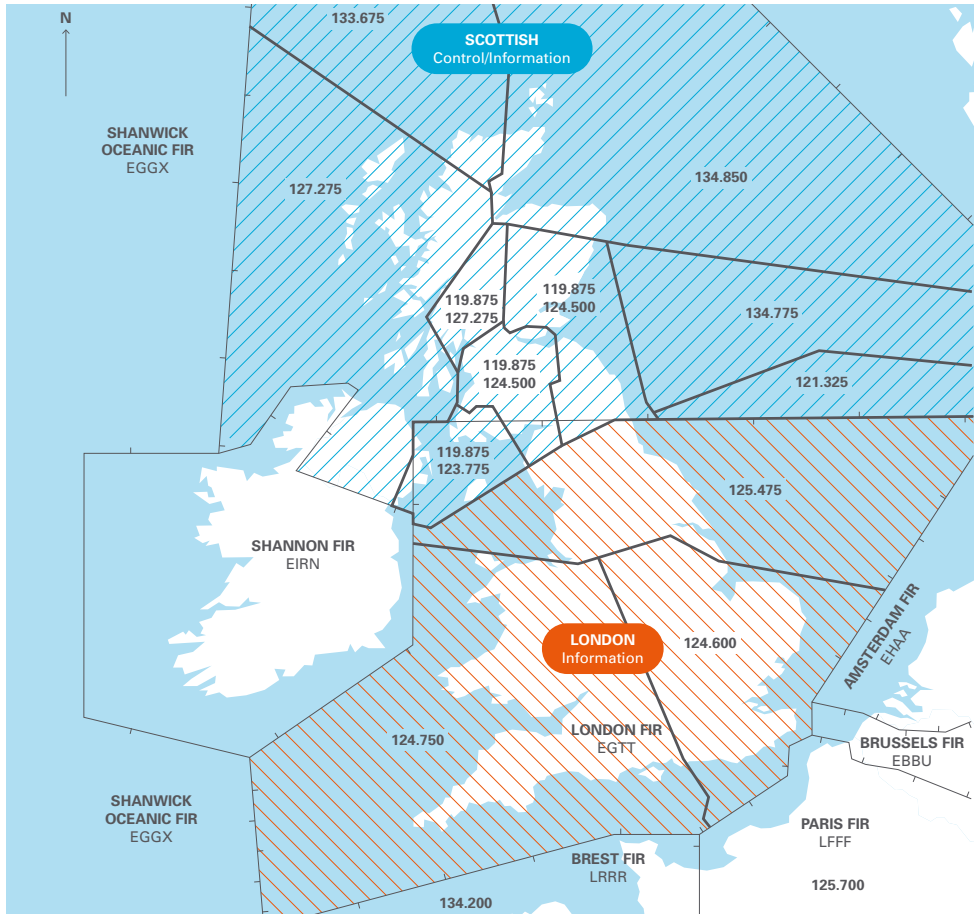 N
133.675
SCOTTISH
Control/Information
SHANWICK
OCEANIC FIR
EGGX
127.275
134.850
119.875
127.275
119.875
124.500
134.775
119.875
124.500
121.325
119.875
123.775
125.475
SHANNON FIR
EIRN
LONDON
Information
124.600
AMSTERDAM FIR
EHAA
124.750
LONDON FIR
EGTT
BRUSSELS FIR
EBBU
SHANWICK
OCEANIC FIR
EGGX
PARIS FIR
LFFF
BREST FIR
LRRR
125.700
134.200